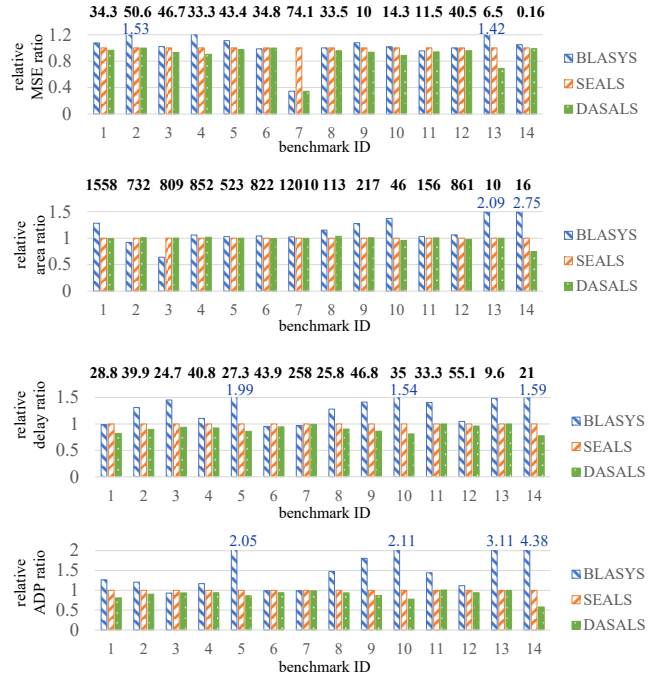 34.3 50.6 46.7 33.3 43.4 34.8 74.1 33.5 10 14.3 11.5 40.5 6.5 0.16
1.53 1.42
relative
MSE ratio
1.2
0.8
0.4
0
1 2 3 4 5 6 7 8 9 10 11 12 13 14
benchmark ID
BLASYS
SEALS
DASALS
1558 732 809 852 523 822 12010 113 217 46 156 861 10 16
2.09 2.75
relative
area ratio
1.5
1
0.5
0
1 2 3 4 5 6 7 8 9 10 11 12 13 14
benchmark ID
BLASYS
SEALS
DASALS
28.8 39.9 24.7 40.8 27.3 43.9 258 25.8 46.8 35 33.3 55.1 9.6 21
1.99 1.54 1.59
relative
delay ratio
1.5
1
0.5
0
1 2 3 4 5 6 7 8 9 10 11 12 13 14
benchmark ID
BLASYS
SEALS
DASALS
2.05 2.11 3.11 4.38
relative
ADP ratio
2
1.5
1
0.5
0
1 2 3 4 5 6 7 8 9 10 11 12 13 14
benchmark ID
BLASYS
SEALS
DASALS